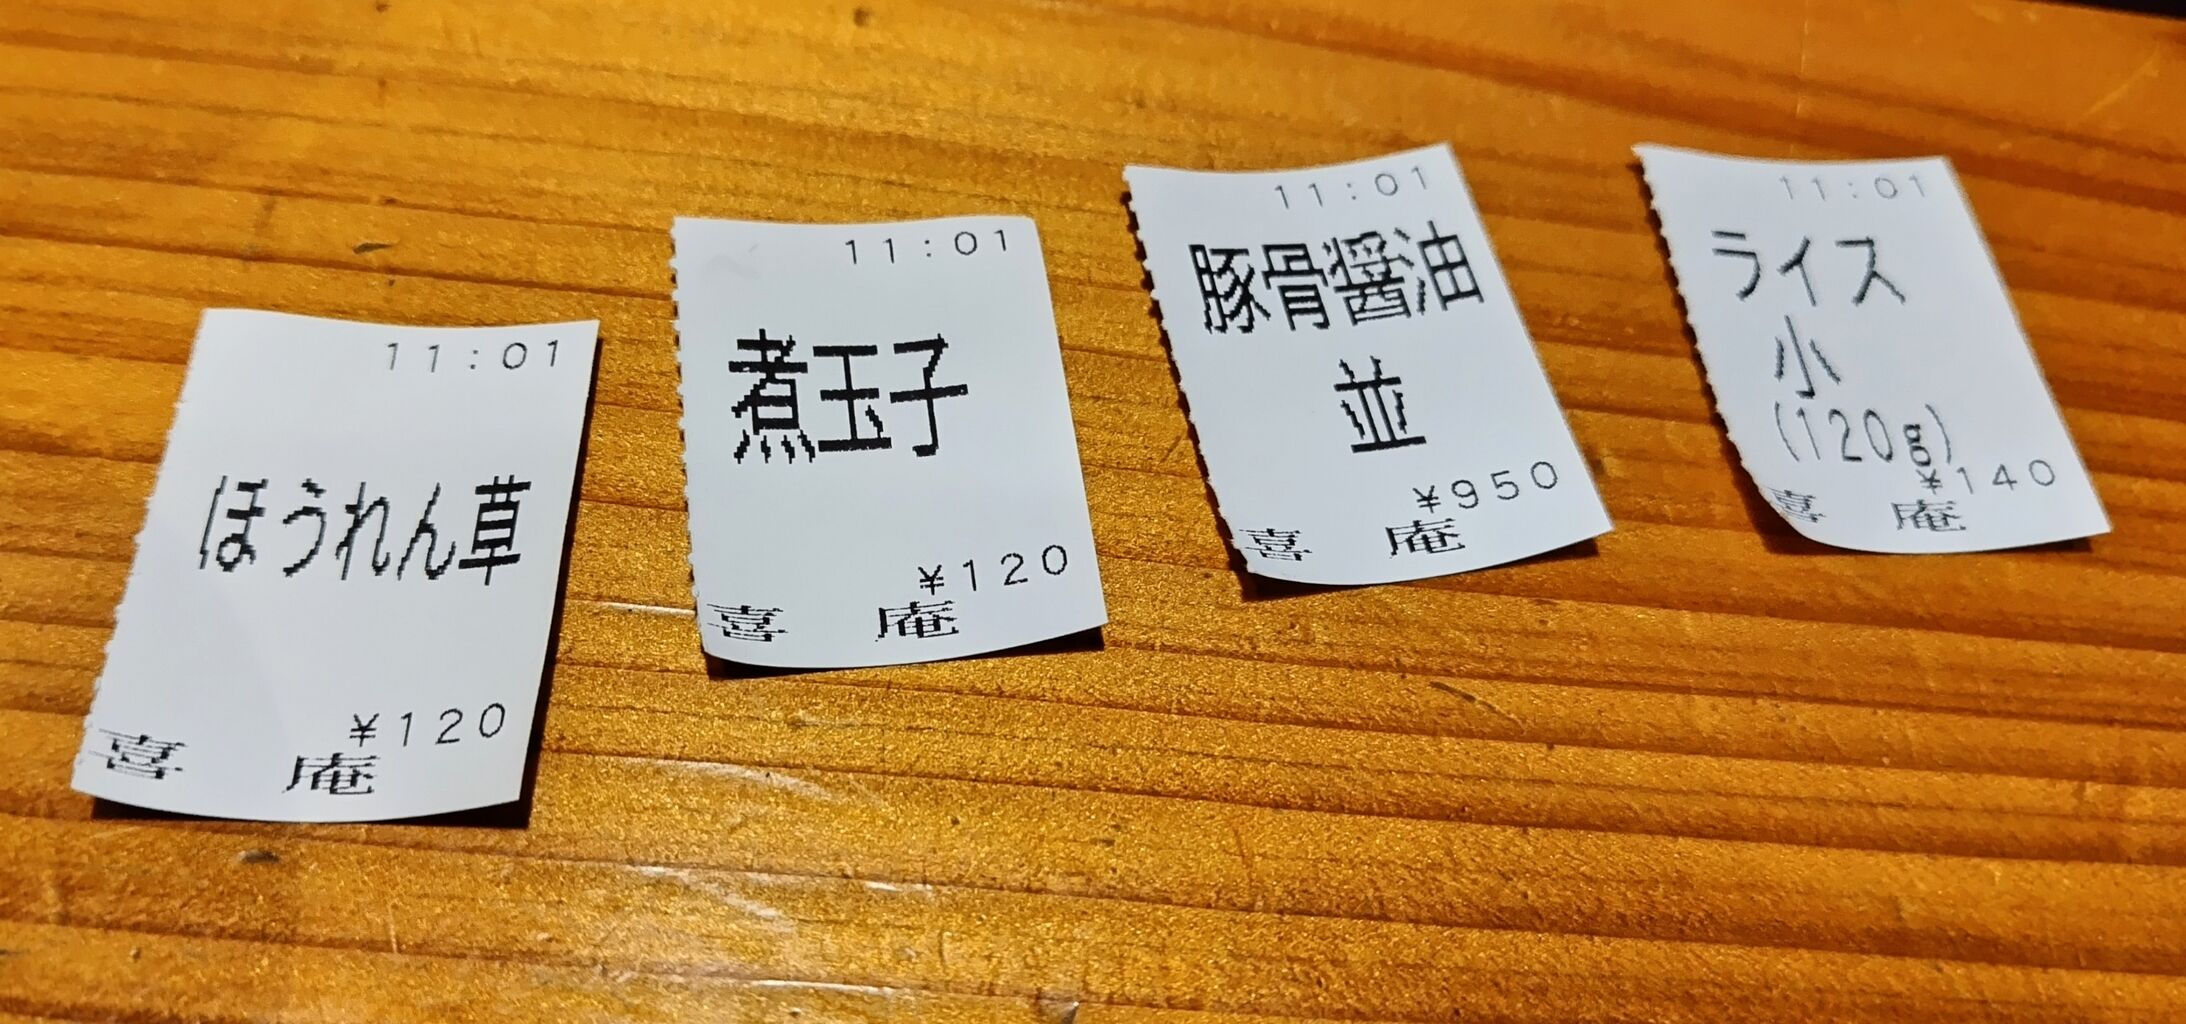 11:01
ほうれん草
¥120
喜 庵
11:01
煮玉子
¥120
喜 庵
11:01
豚骨醤油
並
¥950
喜 庵
11:01
ライス
小
(120g)
¥140
喜 庵